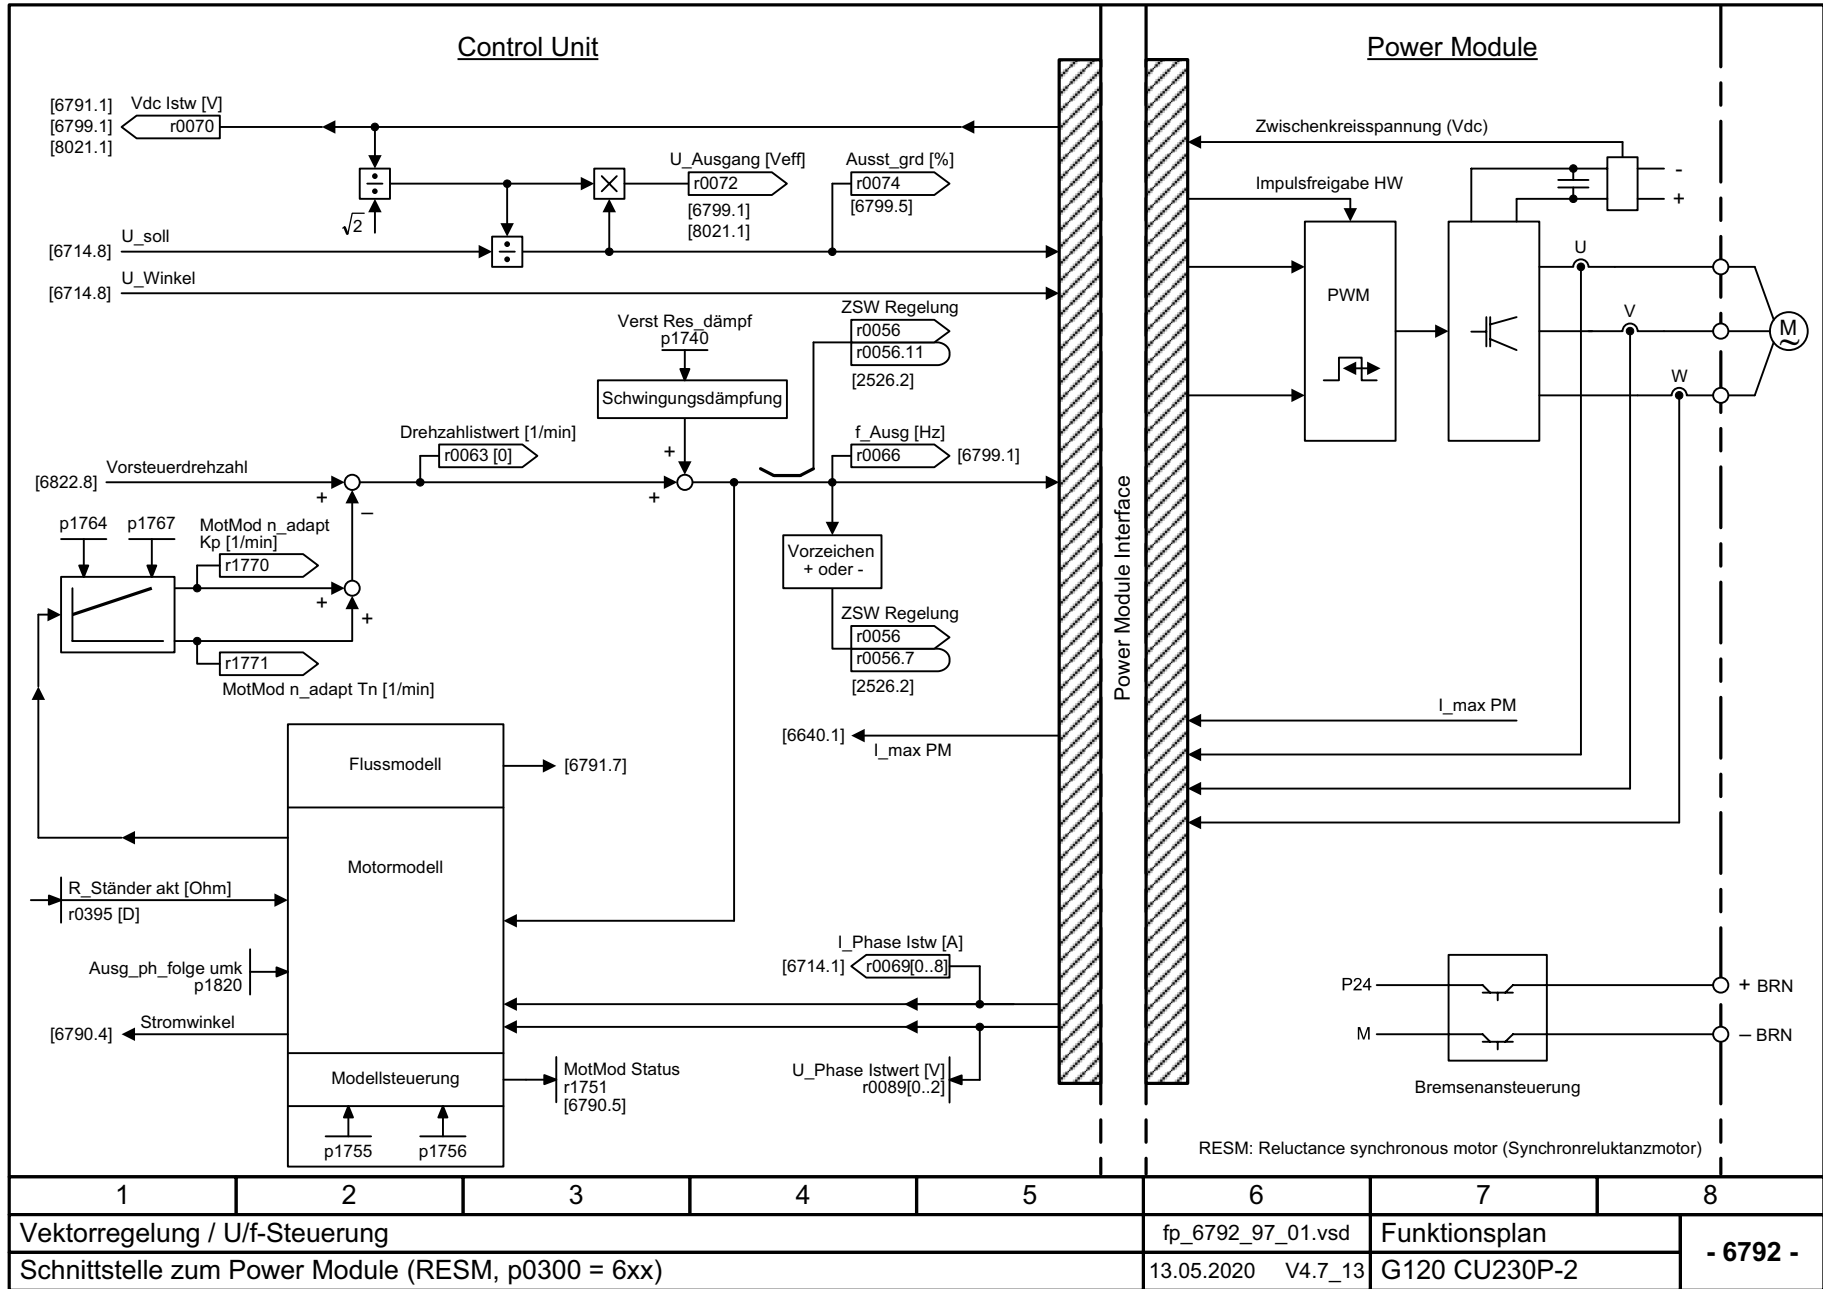 Control Unit
Power Module
[6791.1]
[6799.1]
[8021.1]
Vdc Istw [V]
r0070
√2
U_Ausgang [Veff]
r0072
[6799.1]
[8021.1]
Ausst_grd [%]
r0074
[6799.5]
[6714.8]
U_soll
[6714.8]
U_Winkel
Verst Res_dämpf
p1740
Schwingungsdämpfung
ZSW Regelung
r0056
r0056.11
[2526.2]
Drehzahlistwert [1/min]
r0063 [0]
f_Ausg [Hz]
r0066
[6799.1]
[6822.8]
Vorsteuerdrehzahl
+
–
+
+
p1764
p1767
MotMod n_adapt
Kp [1/min]
r1770
+
+
r1771
MotMod n_adapt Tn [1/min]
Vorzeichen
+ oder -
ZSW Regelung
r0056
r0056.7
[2526.2]
[6640.1]
I_max PM
Flussmodell
[6791.7]
Motormodell
R_Ständer akt [Ohm]
r0395 [D]
Ausg_ph_folge umk
p1820
[6790.4]
Stromwinkel
I_Phase Istw [A]
[6714.1]
r0069[0..8]
U_Phase Istwert [V]
r0089[0..2]
Modellsteuerung
MotMod Status
r1751
[6790.5]
p1755
p1756
Power Module Interface
Zwischenkreisspannung (Vdc)
Impulsfreigabe HW
-
+
PWM
U
V
W
M
~
I_max PM
P24
M
+ BRN
– BRN
Bremsenansteuerung
RESM: Reluctance synchronous motor (Synchronreluktanzmotor)
1 2 3 4 5 6 7 8
Vektorregelung / U/f-Steuerung
fp_6792_97_01.vsd
Funktionsplan
- 6792 -
Schnittstelle zum Power Module (RESM, p0300 = 6xx)
13.05.2020 V4.7_13
G120 CU230P-2